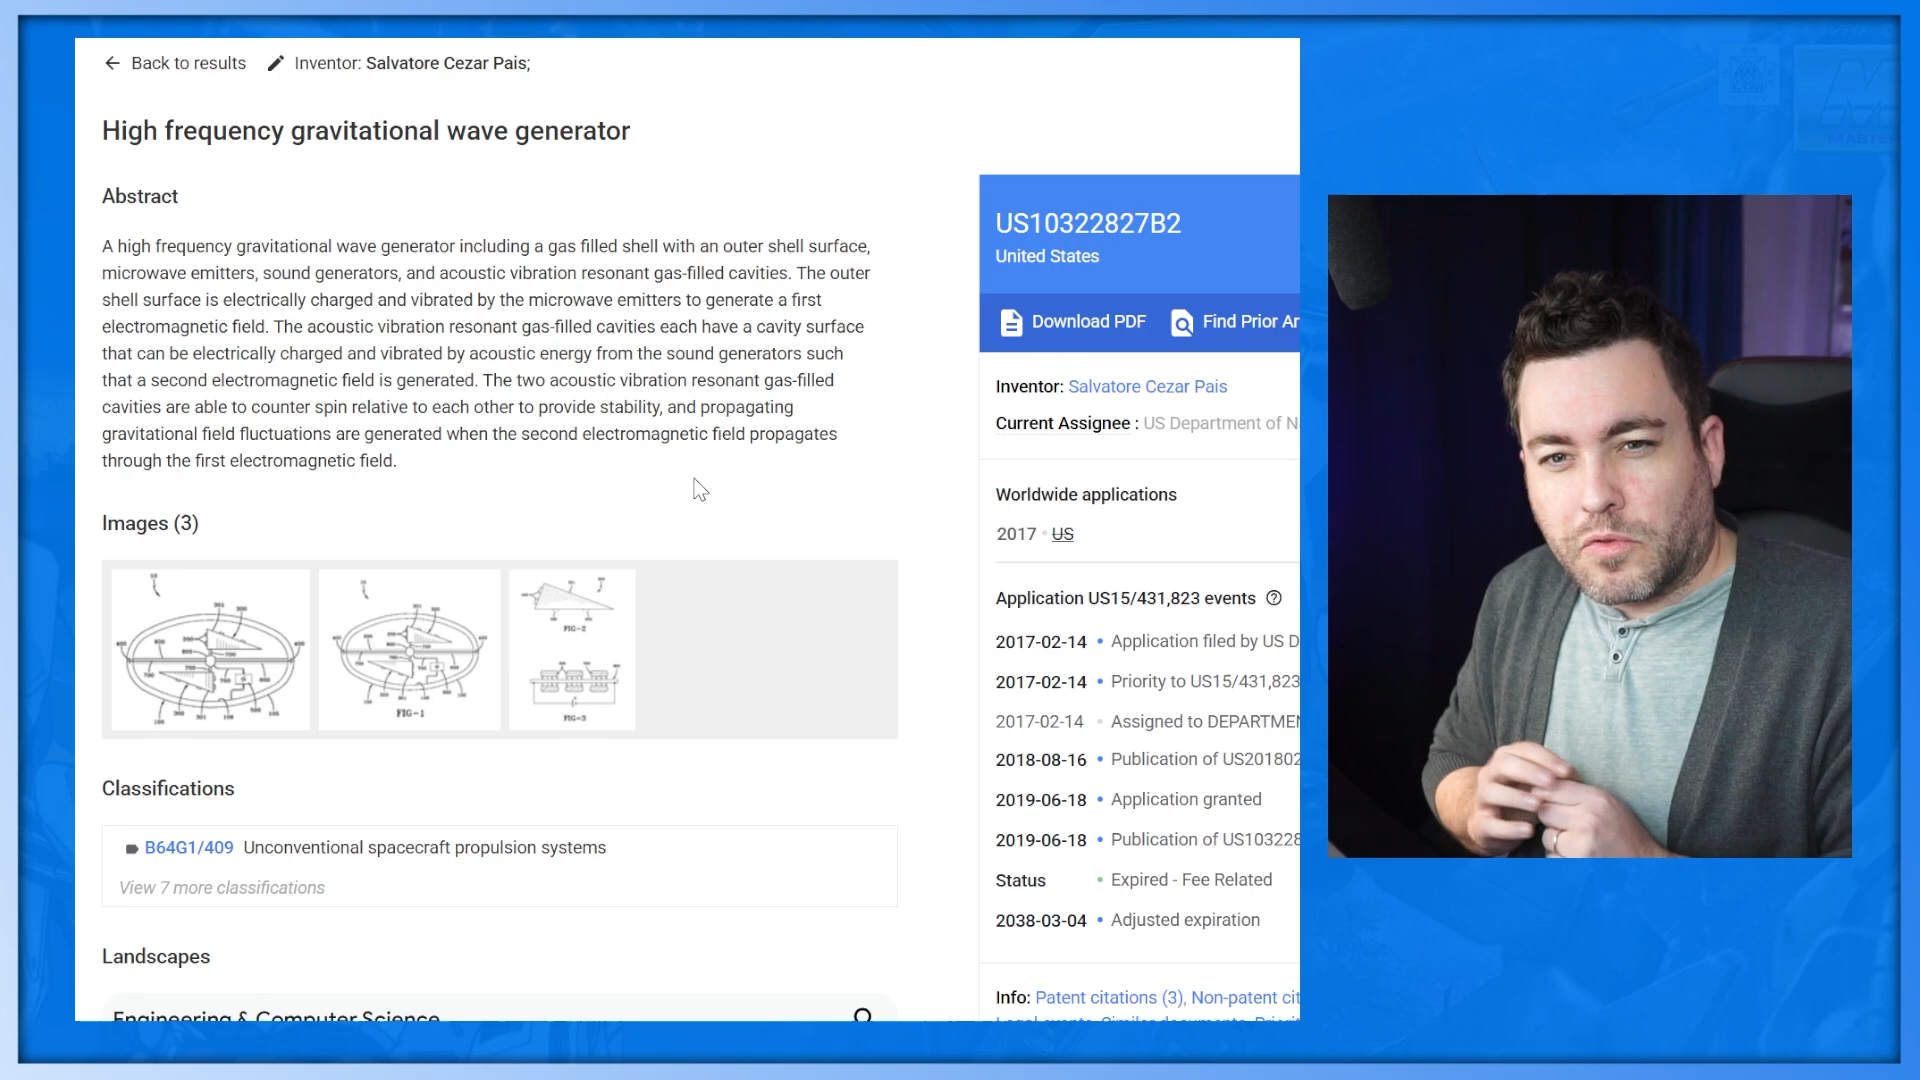 Back to results Inventor: Salvatore Cezar Pais;
High frequency gravitational wave generator
Abstract
A high frequency gravitational wave generator including a gas filled shell with an outer shell surface,
microwave emitters, sound generators, and acoustic vibration resonant gas-filled cavities. The outer
shell surface is electrically charged and vibrated by the microwave emitters to generate a first
electromagnetic field. The acoustic vibration resonant gas-filled cavities each have a cavity surface
that can be electrically charged and vibrated by acoustic energy from the sound generators such
that a second electromagnetic field is generated. The two acoustic vibration resonant gas-filled
cavities are able to counter spin relative to each other to provide stability, and propagating
gravitational field fluctuations are generated when the second electromagnetic field propagates
through the first electromagnetic field.
Images (3)
FIG-1
FIG-2
FIG-3
Classifications
B64G1/409 Unconventional spacecraft propulsion systems
View 7 more classifications
Landscapes
Engineering & Computer Science
US10322827B2
United States
Download PDF Find Prior Ar
Inventor: Salvatore Cezar Pais
Current Assignee : US Department of N
Worldwide applications
2017 • US
Application US15/431,823 events
2017-02-14 • Application filed by US D
2017-02-14 • Priority to US15/431,823
2017-02-14 • Assigned to DEPARTME
2018-08-16 • Publication of US201802
2019-06-18 • Application granted
2019-06-18 • Publication of US103228
Status • Expired - Fee Related
2038-03-04 • Adjusted expiration
Info: Patent citations (3), Non-patent cit